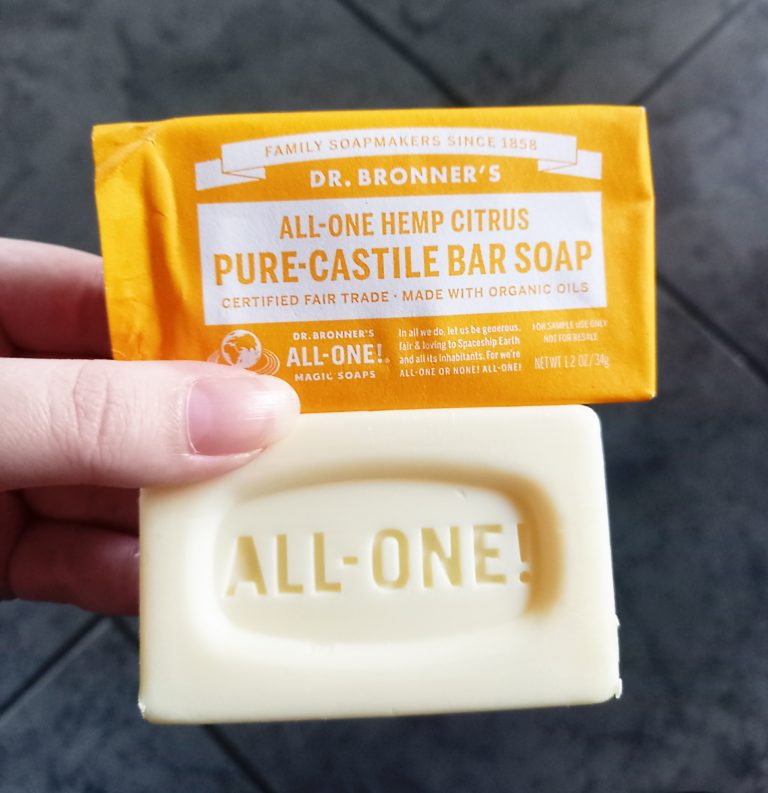 FAMILY SOAPMAKERS SINCE 1858
DR. BRONNER'S
ALL-ONE HEMP CITRUS
PURE-CASTILE BAR SOAP
CERTIFIED FAIR TRADE · MADE WITH ORGANIC OILS
DR. BRONNER'S
ALL-ONE!®
MAGIC SOAPS
In all we do, let us be generous,
fair & loving to Spaceship Earth
and all its inhabitants. For we're
ALL-ONE OR NONE! ALL-ONE!
FOR SAMPLE USE ONLY
NOT FOR RESALE
NET WT 1.2 OZ/34g
ALL-ONE!